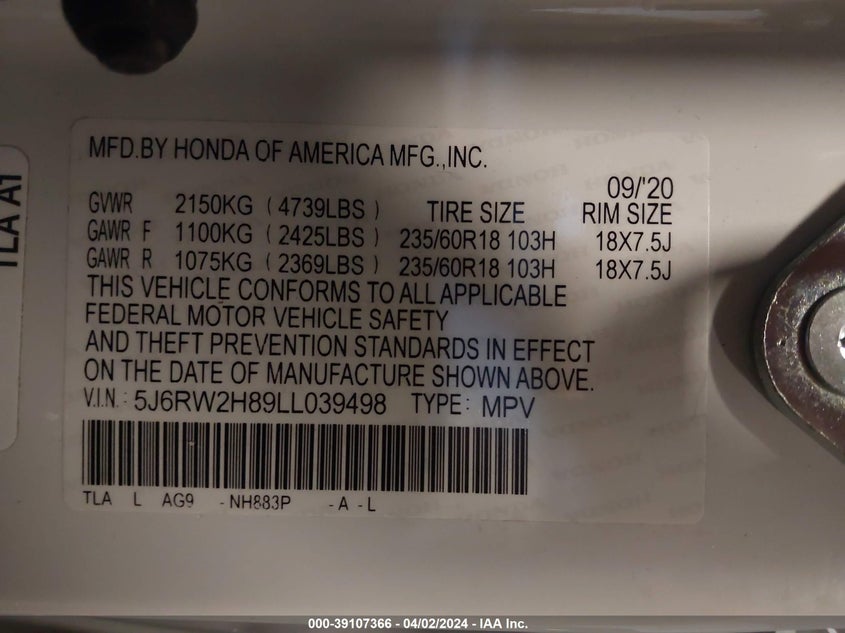 MFD.BY HONDA OF AMERICA MFG.,INC.
09/'20
GVWR 2150KG ( 4739LBS ) TIRE SIZE RIM SIZE
GAWR F 1100KG ( 2425LBS ) 235/60R18 103H 18X7.5J
GAWR R 1075KG ( 2369LBS ) 235/60R18 103H 18X7.5J
THIS VEHICLE CONFORMS TO ALL APPLICABLE
FEDERAL MOTOR VEHICLE SAFETY
AND THEFT PREVENTION STANDARDS IN EFFECT
ON THE DATE OF MANUFACTURE SHOWN ABOVE.
V.I.N. : 5J6RW2H89LL039498 TYPE : MPV
TLA L AG9 - NH883P - A - L
TLA A1
000-39107366 - 04/02/2024 - IAA Inc.